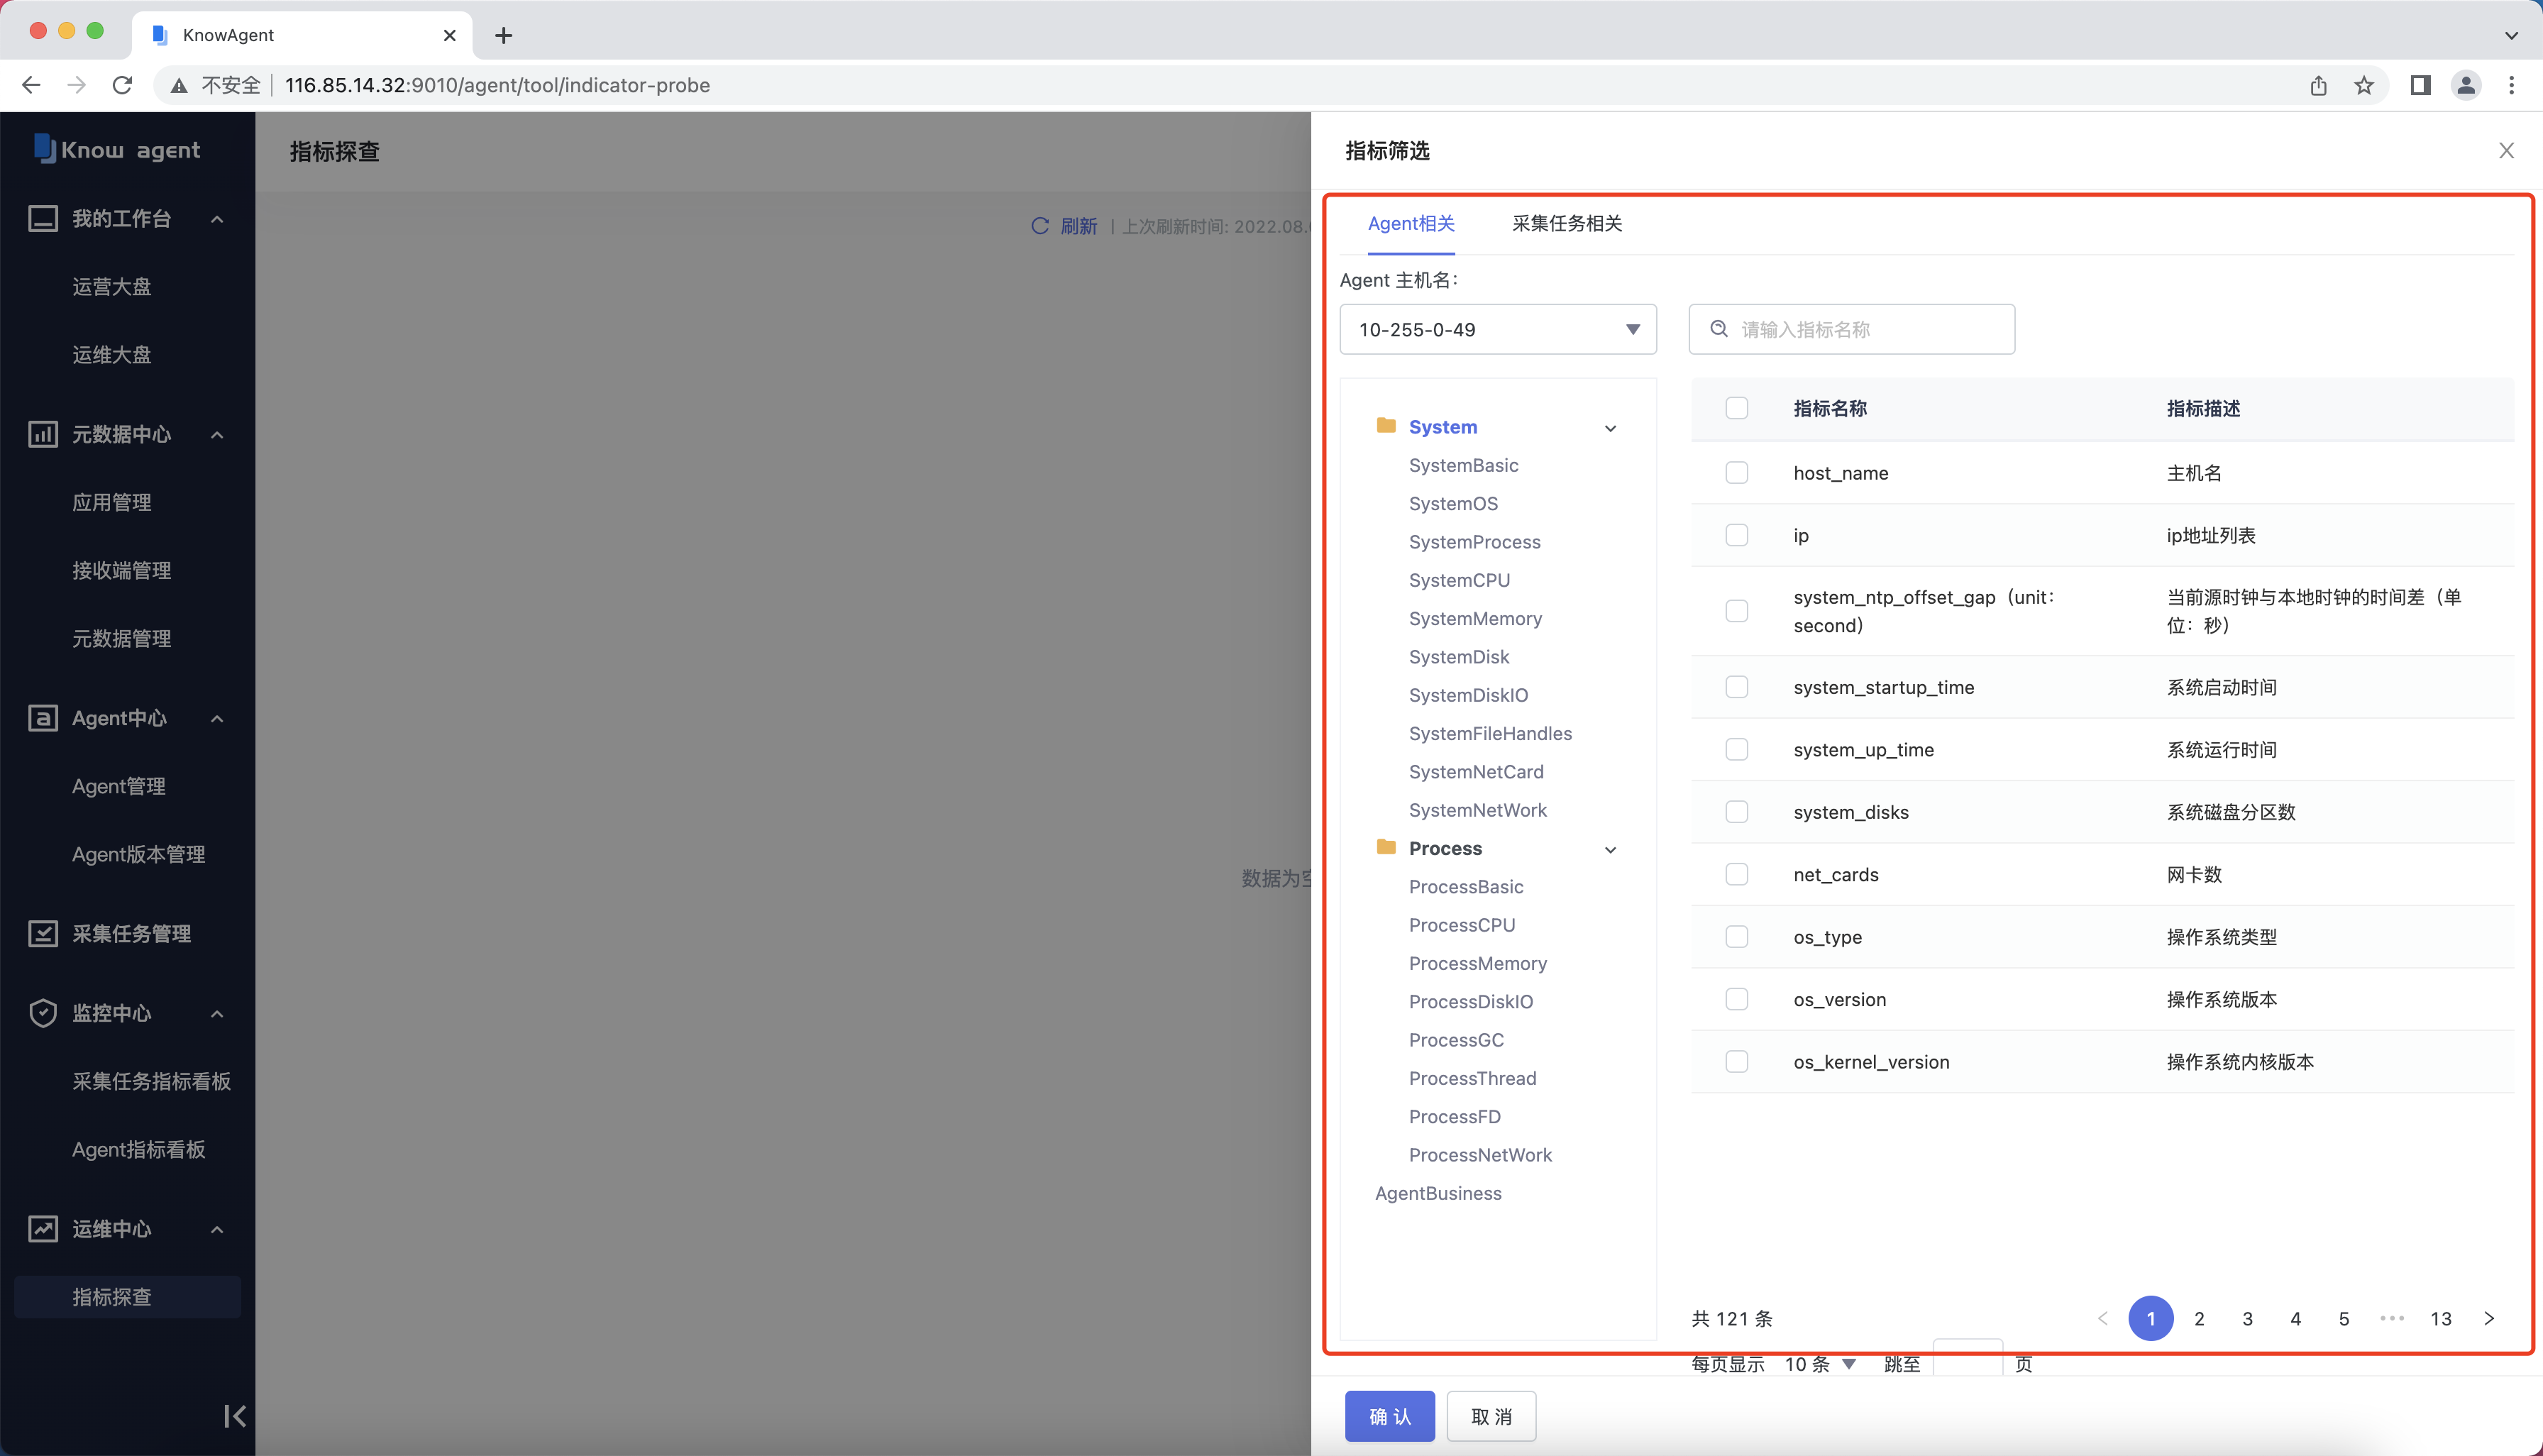 KnowAgent
不安全
116.85.14.32:9010/agent/tool/indicator-probe
Know agent
我的工作台
运营大盘
运维大盘
元数据中心
应用管理
接收端管理
元数据管理
Agent中心
Agent管理
Agent版本管理
采集任务管理
监控中心
采集任务指标看板
Agent指标看板
运维中心
指标探查
指标探查
刷新 | 上次刷新时间: 2022.08.
数据为空
指标筛选
Agent相关
采集任务相关
Agent 主机名:
10-255-0-49
请输入指标名称
System
SystemBasic
SystemOS
SystemProcess
SystemCPU
SystemMemory
SystemDisk
SystemDiskIO
SystemFileHandles
SystemNetCard
SystemNetWork
Process
ProcessBasic
ProcessCPU
ProcessMemory
ProcessDiskIO
ProcessGC
ProcessThread
ProcessFD
ProcessNetWork
AgentBusiness
指标名称 指标描述
host_name 主机名
ip ip地址列表
system_ntp_offset_gap（unit：
second） 
当前源时钟与本地时钟的时间差（单
位：秒）
system_startup_time 系统启动时间
system_up_time 系统运行时间
system_disks 系统磁盘分区数
net_cards 网卡数
os_type 操作系统类型
os_version 操作系统版本
os_kernel_version 操作系统内核版本
共 121 条
1 2 3 4 5 ••• 13
每页显示 10 条 跳至 页
确 认
取 消